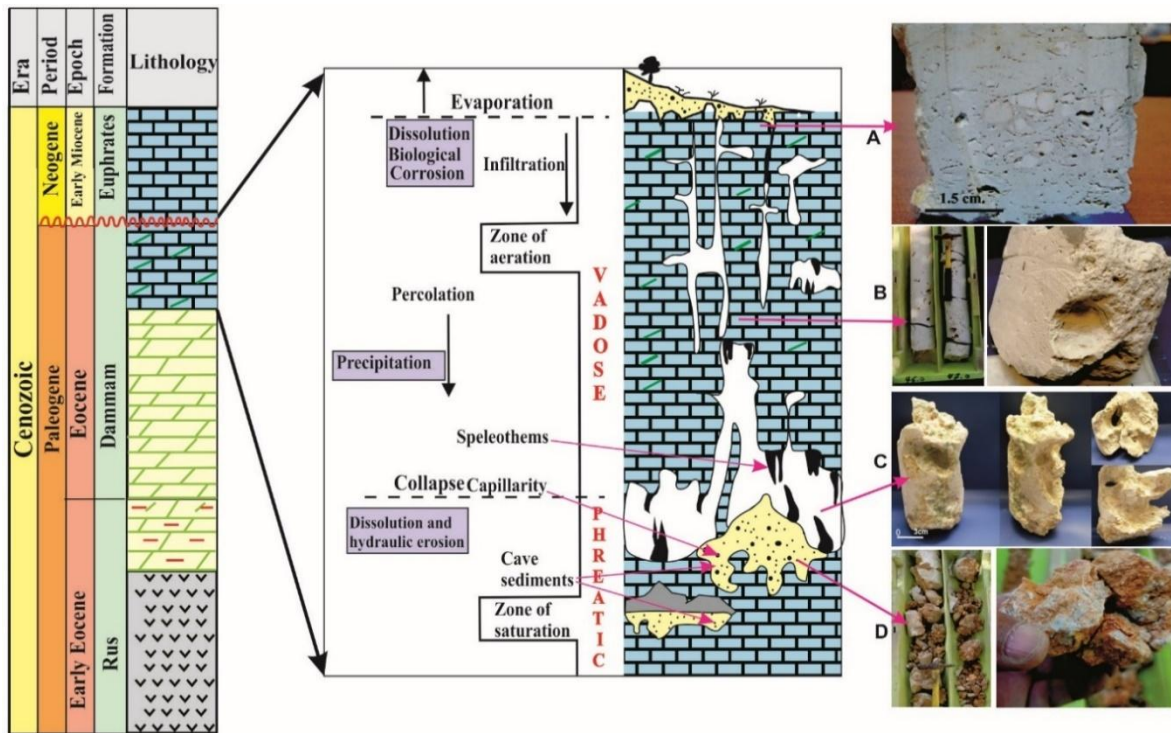 Era
Period
Epoch
Formation
Lithology
Cenozoic
Neogene
Paleogene
Early Miocene
Eocene
Early Eocene
Euphrates
Dammam
Rus
Evaporation
Dissolution
Biological
Corrosion
Infiltration
Zone of
aeration
Percolation
Precipitation
Speleothems
Collapse Capillarity
Dissolution and
hydraulic erosion
Cave
sediments
Zone of
saturation
VADOSE
PHREATIC
A
1.5 cm.
B
C
3cm
D